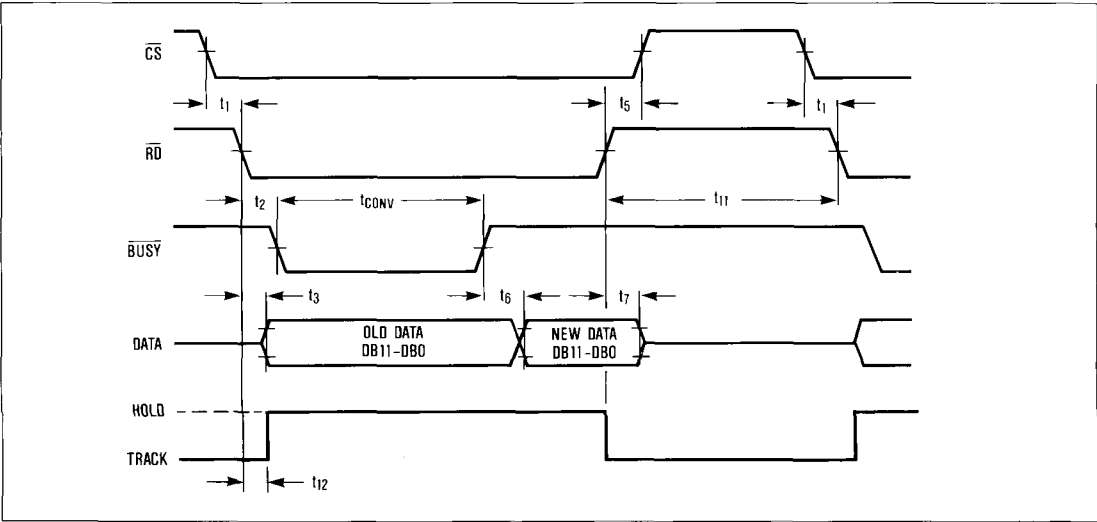 CS
t1 t5 t1
RD
t2 tCONV t11
BUSY
t3 t6 t7
DATA OLD DATA NEW DATA
DB11-DB0 DB11-DB0
HOLD
TRACK
t12